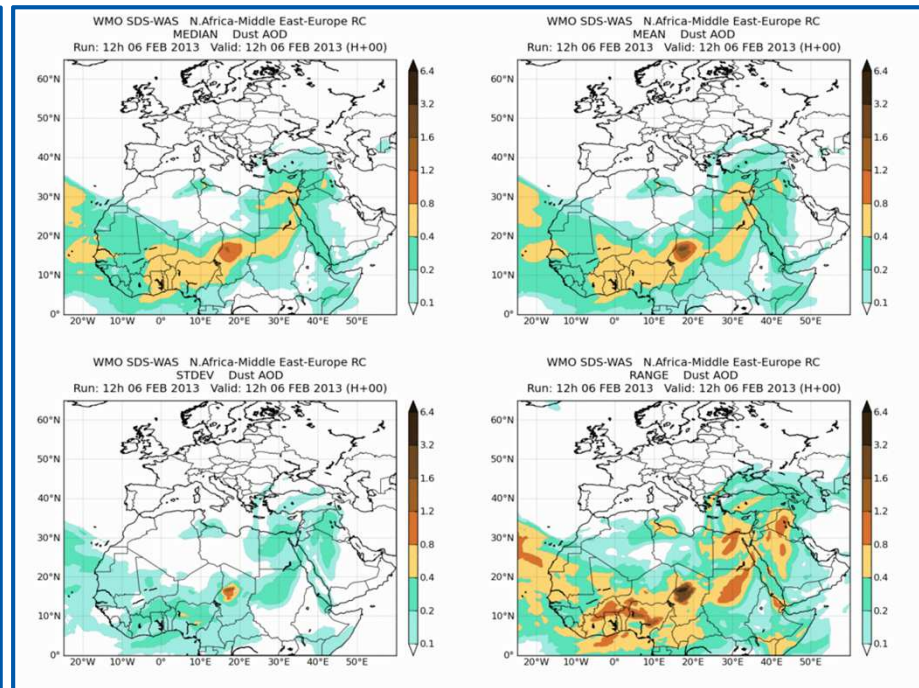 WMO SDS-WAS N.Africa-Middle East-Europe RC
MEDIAN Dust AOD
Run: 12h 06 FEB 2013 Valid: 12h 06 FEB 2013 (H+00)
60°N
50°N
40°N
30°N
20°N
10°N
0°
20°W 10°W 0° 10°E 20°E 30°E 40°E 50°E
6.4
3.2
1.6
1.2
0.8
0.4
0.2
0.1
WMO SDS-WAS N.Africa-Middle East-Europe RC
MEAN Dust AOD
Run: 12h 06 FEB 2013 Valid: 12h 06 FEB 2013 (H+00)
60°N
50°N
40°N
30°N
20°N
10°N
0°
20°W 10°W 0° 10°E 20°E 30°E 40°E 50°E
6.4
3.2
1.6
1.2
0.8
0.4
0.2
0.1
WMO SDS-WAS N.Africa-Middle East-Europe RC
STDEV Dust AOD
Run: 12h 06 FEB 2013 Valid: 12h 06 FEB 2013 (H+00)
60°N
50°N
40°N
30°N
20°N
10°N
0°
20°W 10°W 0° 10°E 20°E 30°E 40°E 50°E
6.4
3.2
1.6
1.2
0.8
0.4
0.2
0.1
WMO SDS-WAS N.Africa-Middle East-Europe RC
RANGE Dust AOD
Run: 12h 06 FEB 2013 Valid: 12h 06 FEB 2013 (H+00)
60°N
50°N
40°N
30°N
20°N
10°N
0°
20°W 10°W 0° 10°E 20°E 30°E 40°E 50°E
6.4
3.2
1.6
1.2
0.8
0.4
0.2
0.1